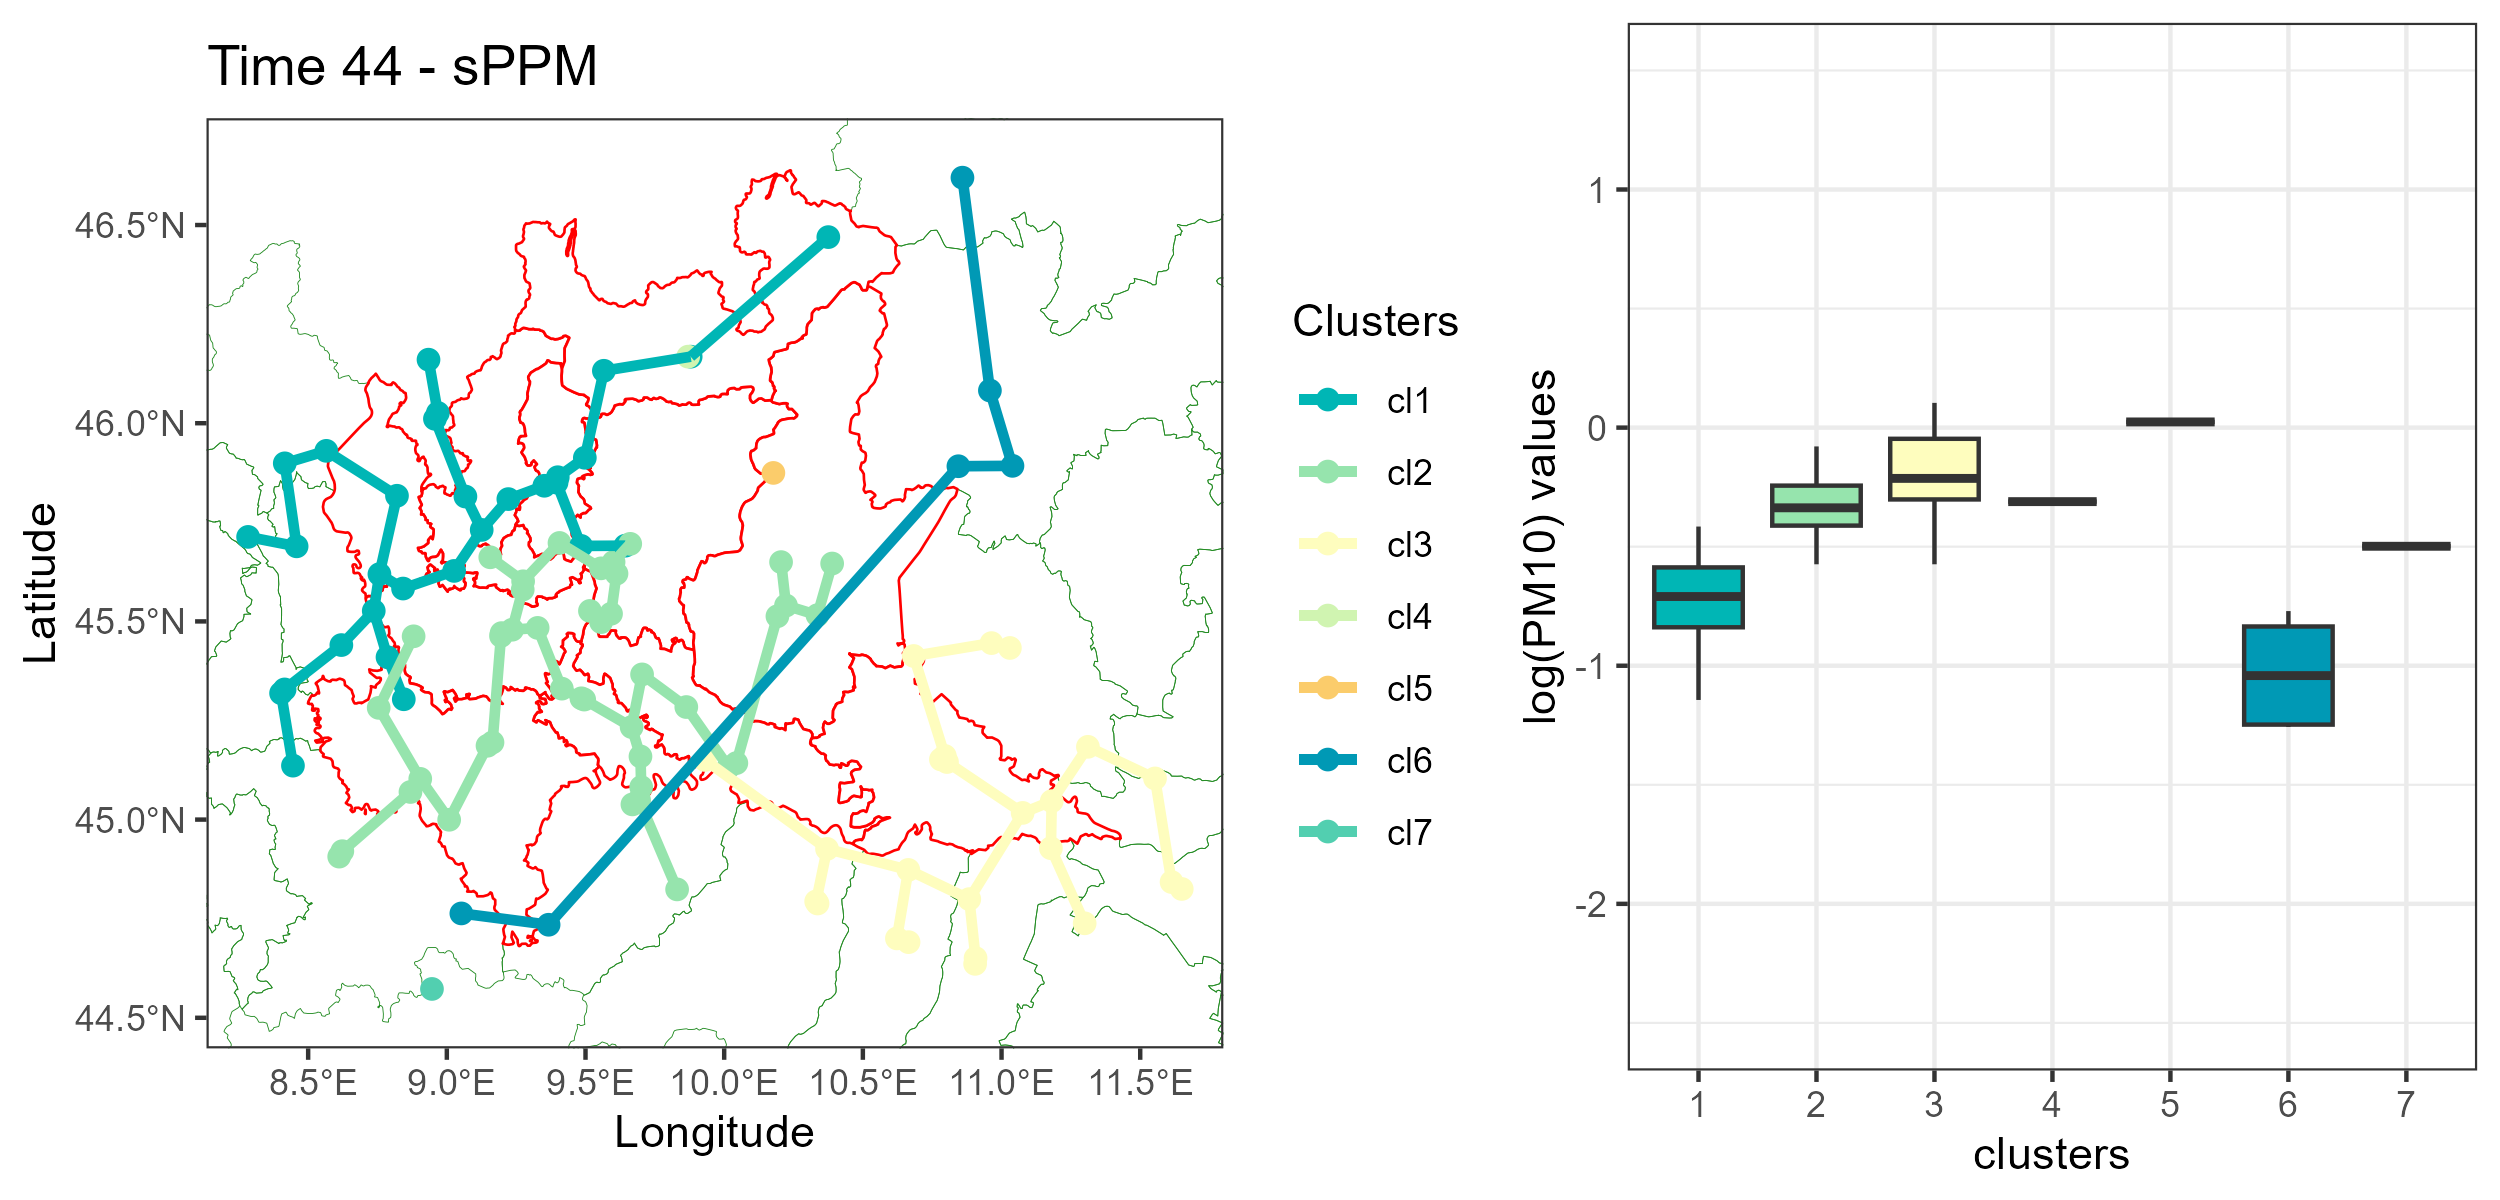 Time 44 - sPPM
Latitude
46.5°N
46.0°N
45.5°N
45.0°N
44.5°N
8.5°E 9.0°E 9.5°E 10.0°E 10.5°E 11.0°E 11.5°E
Longitude
Clusters
cl1
cl2
cl3
cl4
cl5
cl6
cl7
log(PM10) values
1
0
-1
-2
1 2 3 4 5 6 7
clusters